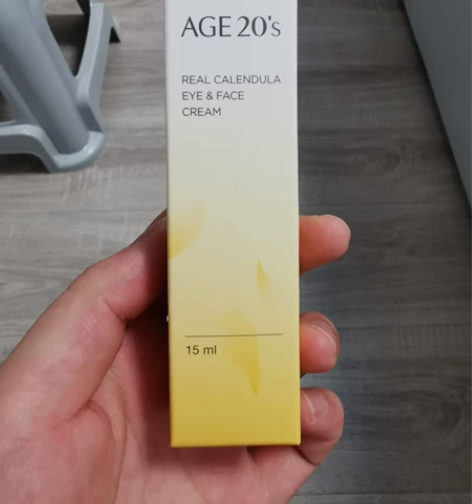 AGE 20's
REAL CALENDULA
EYE & FACE
CREAM
15 ml